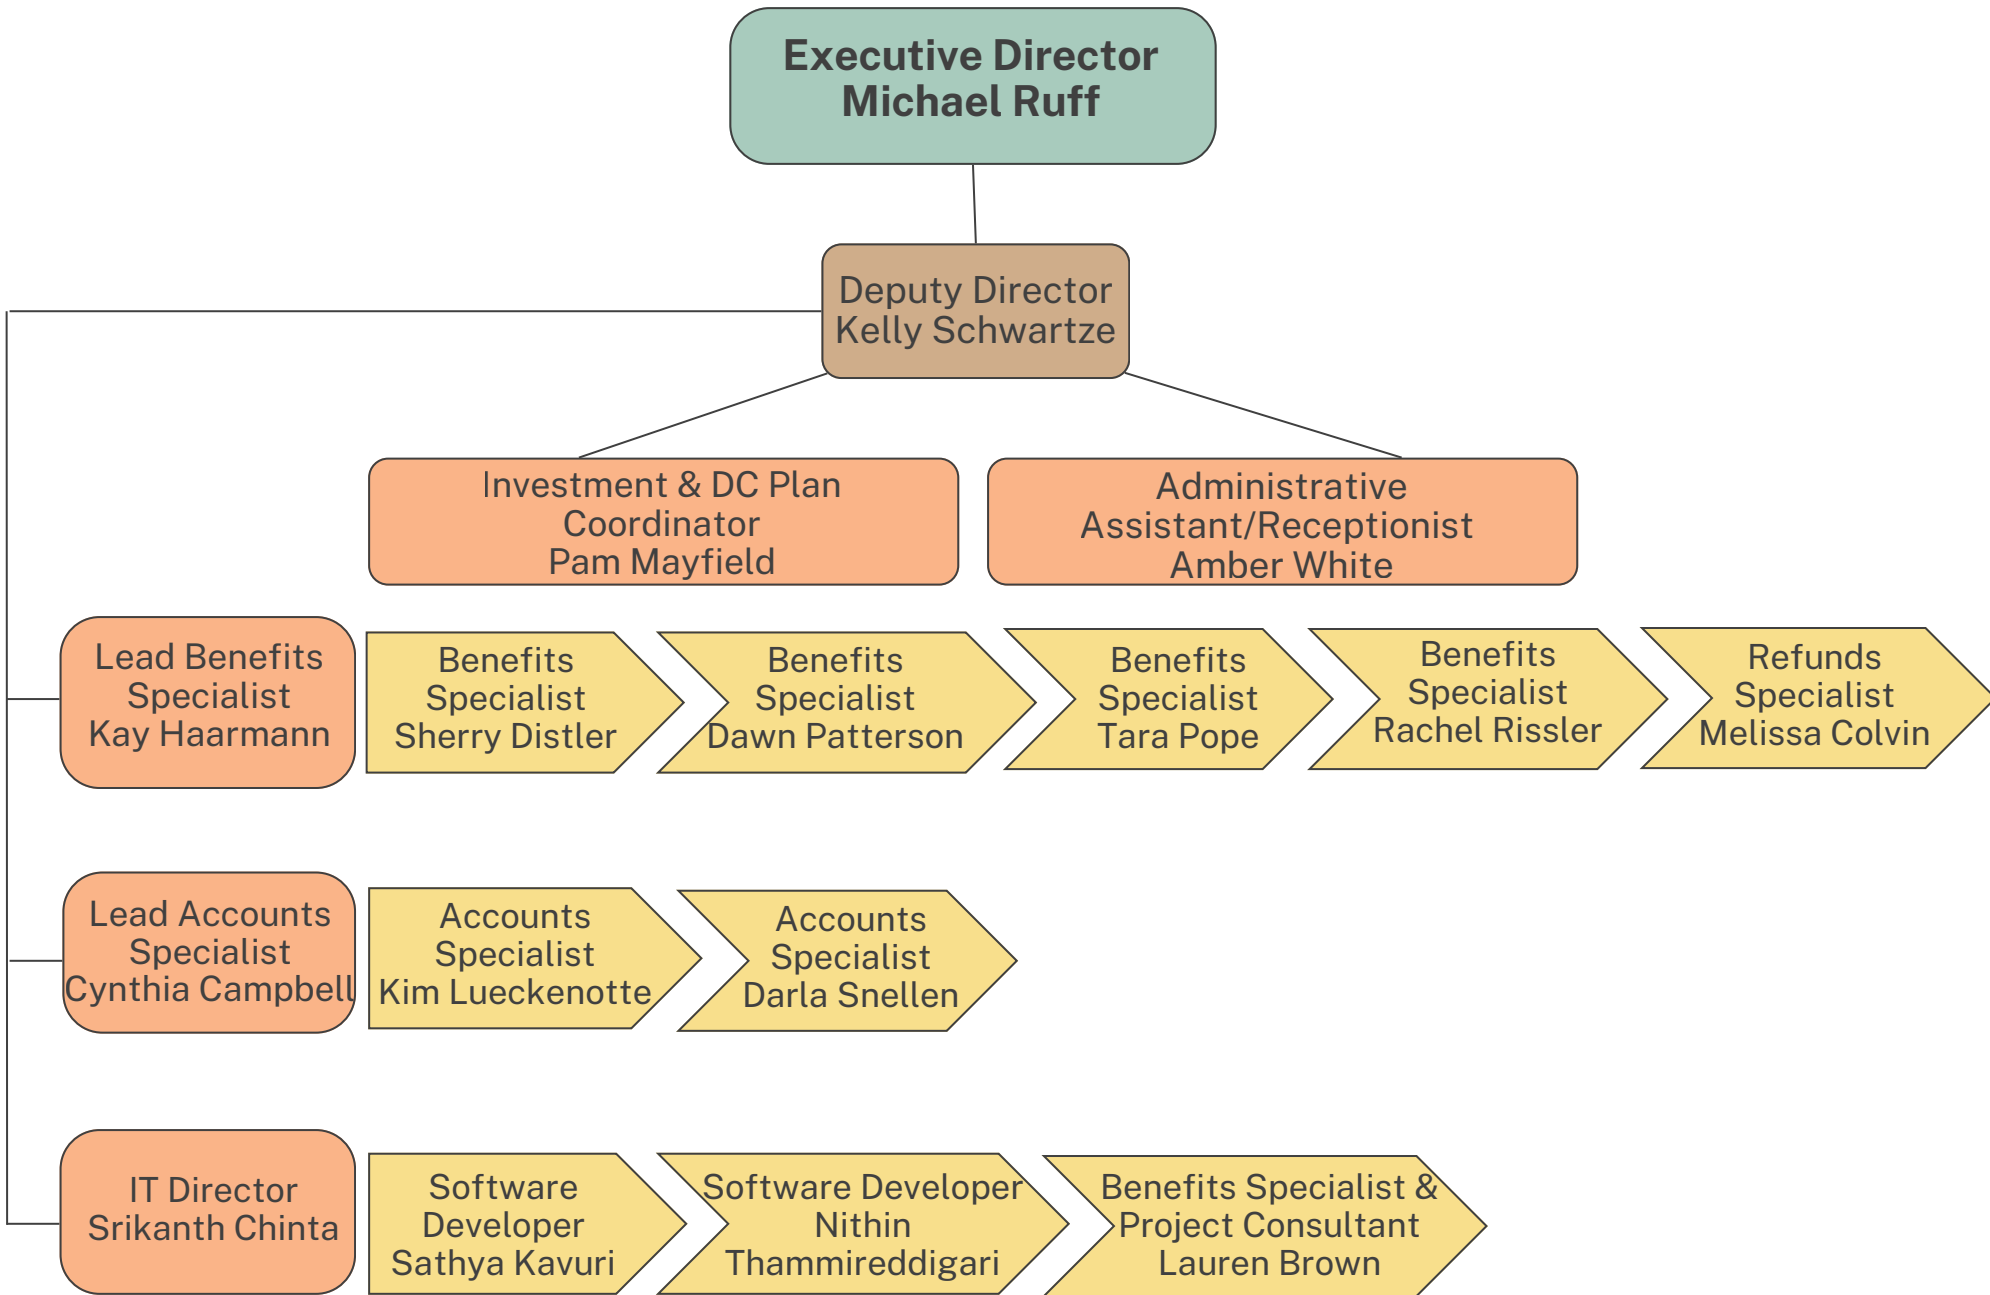 Executive Director
Michael Ruff
Deputy Director
Kelly Schwartze
Investment & DC Plan
Coordinator
Pam Mayfield
Administrative
Assistant/Receptionist
Amber White
Lead Benefits
Specialist
Kay Haarmann
Benefits
Specialist
Sherry Distler
Benefits
Specialist
Dawn Patterson
Benefits
Specialist
Tara Pope
Benefits
Specialist
Rachel Rissler
Refunds
Specialist
Melissa Colvin
Lead Accounts
Specialist
Cynthia Campbell
Accounts
Specialist
Kim Lueckenotte
Accounts
Specialist
Darla Snellen
IT Director
Srikanth Chinta
Software
Developer
Sathya Kavuri
Software Developer
Nithin
Thammireddigari
Benefits Specialist &
Project Consultant
Lauren Brown